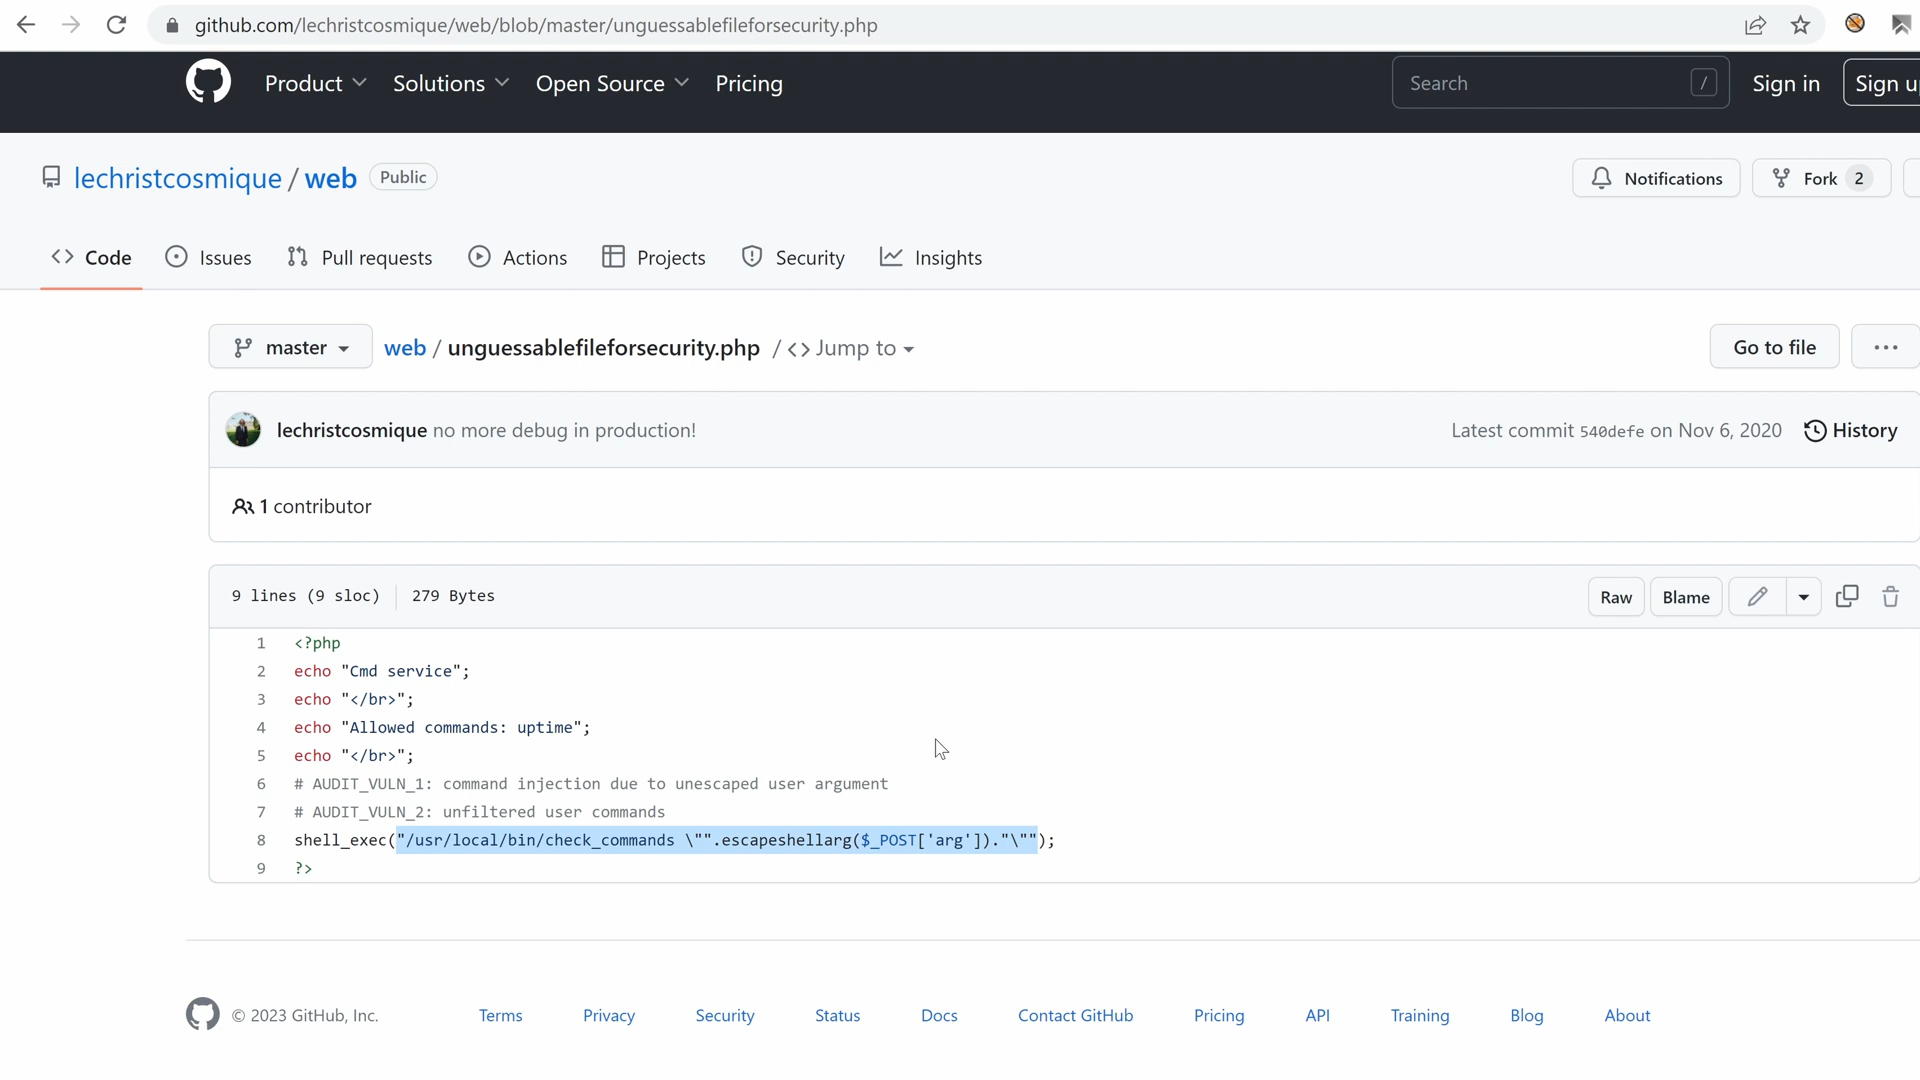 github.com/lechristcosmique/web/blob/master/unguessablefileforsecurity.php
Product Solutions Open Source Pricing Search / Sign in Sign u
lechristcosmique / web Public Notifications Fork 2
Code Issues Pull requests Actions Projects Security Insights
master web / unguessablefileforsecurity.php / <> Jump to Go to file ...
lechristcosmique no more debug in production! Latest commit 540defe on Nov 6, 2020 History
1 contributor
9 lines (9 sloc) 279 Bytes Raw Blame
1 <?php
2 echo "Cmd service";
3 echo "</br>";
4 echo "Allowed commands: uptime";
5 echo "</br>";
6 # AUDIT_VULN_1: command injection due to unescaped user argument
7 # AUDIT_VULN_2: unfiltered user commands
8 shell_exec("/usr/local/bin/check_commands \"".escapeshellarg($_POST['arg'])."\"");
9 ?>
© 2023 GitHub, Inc. Terms Privacy Security Status Docs Contact GitHub Pricing API Training Blog About